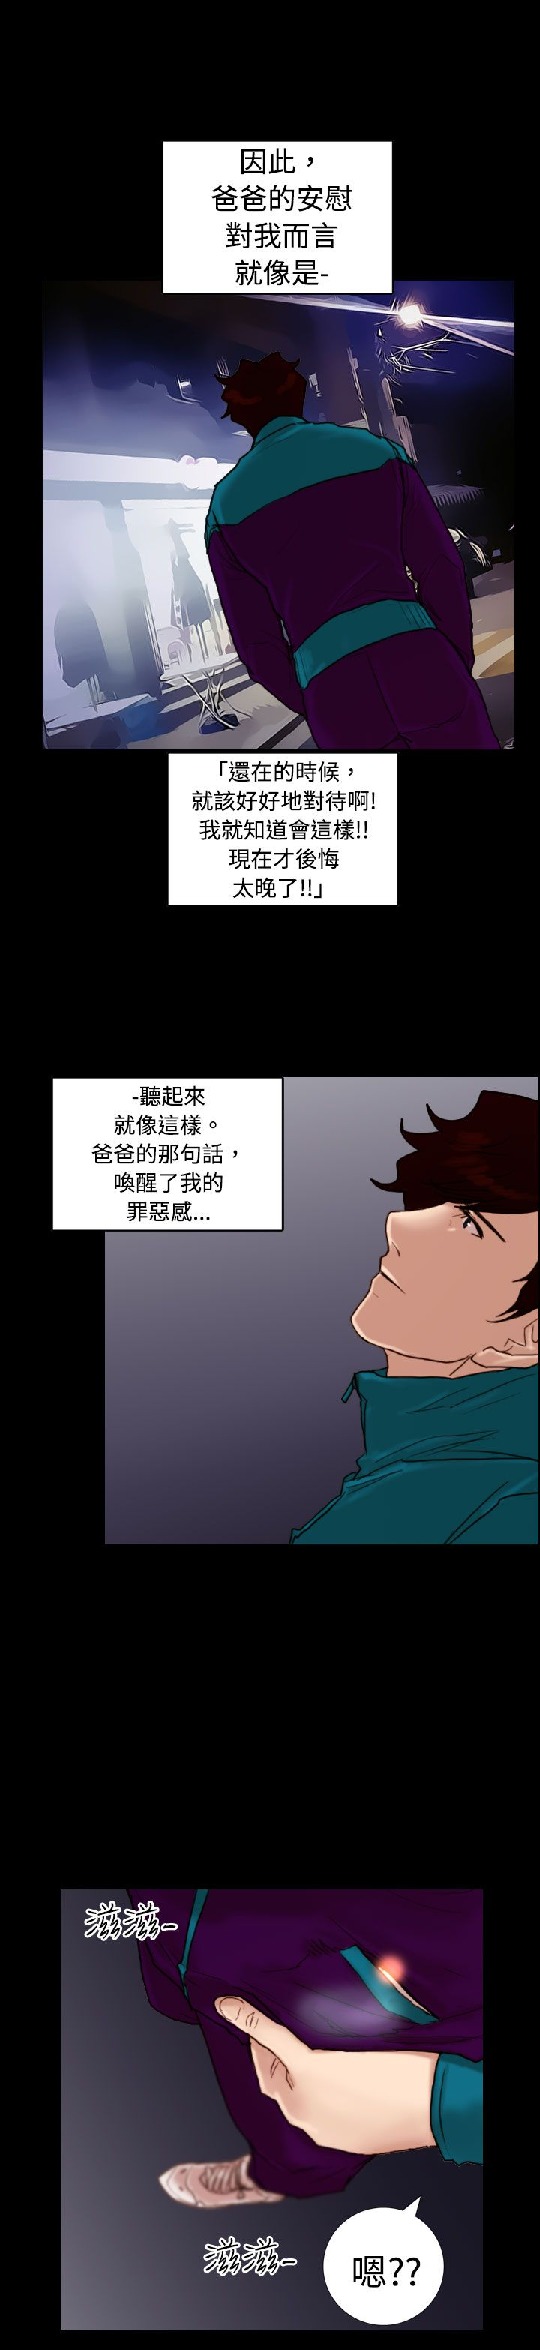 因此，
爸爸的安慰
對我而言
就像是-
「還在的時候，
就該好好地對待啊!
我就知道會這樣!!
現在才後悔
太晚了!!」
-聽起來
就像這樣。
爸爸的那句話，
喚醒了我的
罪惡感...
滋滋-
滋滋-
嗯??